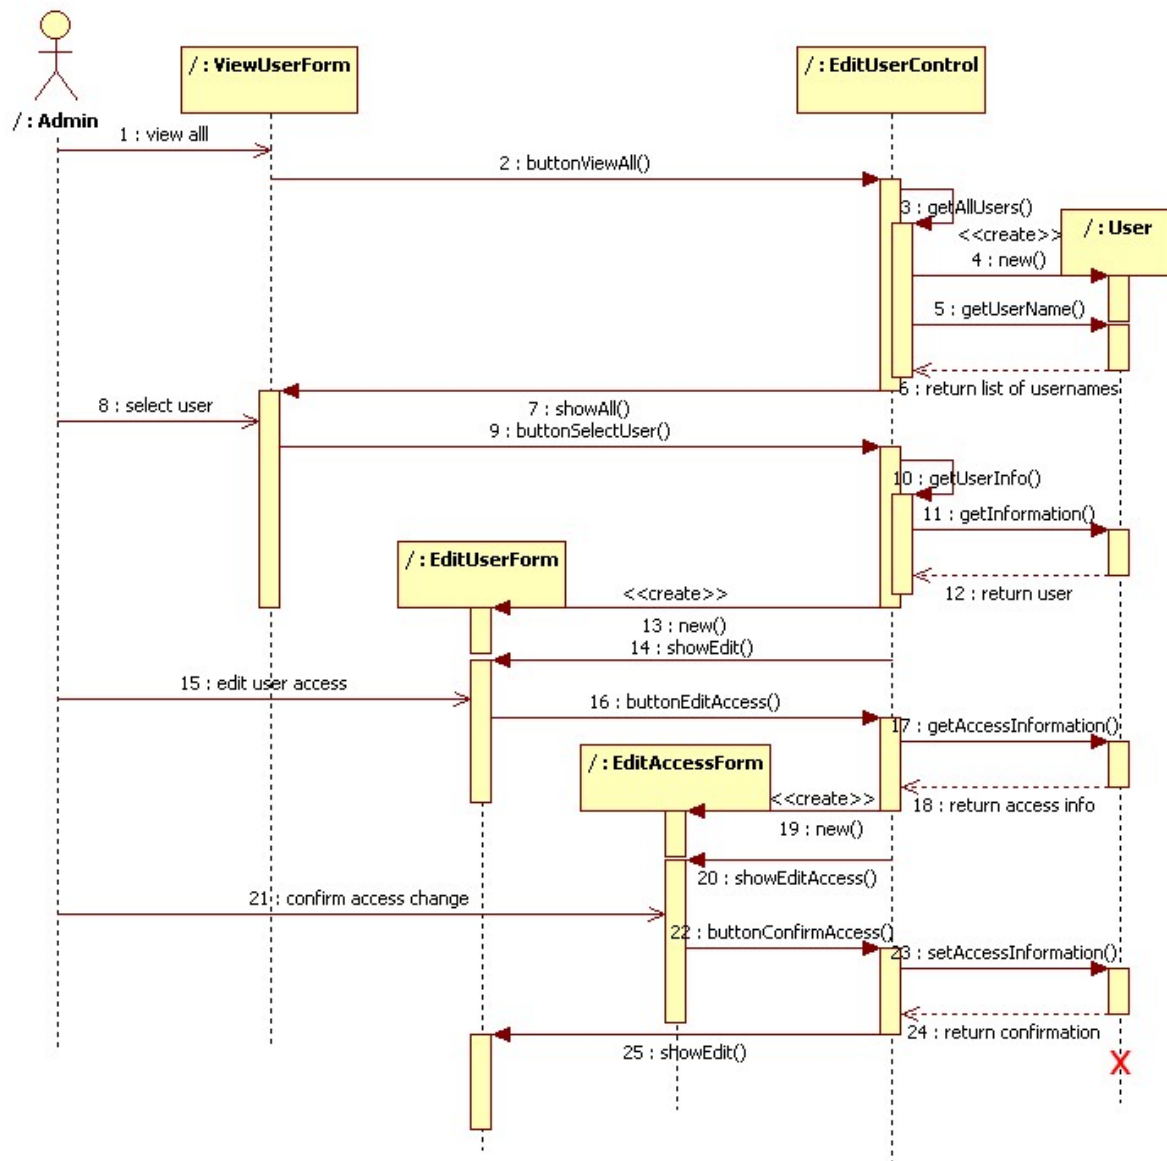 / : ViewUserForm
/ : EditUserControl
/ : Admin
1 : view alll
2 : buttonViewAll()
3 : getAllUsers()
/ : User
<<create>>
4 : new()
5 : getUserName()
6 : return list of usernames
7 : showAll()
8 : select user
9 : buttonSelectUser()
10 : getUserInfo()
11 : getInformation()
/ : EditUserForm
12 : return user
<<create>>
13 : new()
14 : showEdit()
15 : edit user access
16 : buttonEditAccess()
17 : getAccessInformation()
/ : EditAccessForm
<<create>>
18 : return access info
19 : new()
20 : showEditAccess()
21 : confirm access change
22 : buttonConfirmAccess()
23 : setAccessInformation()
24 : return confirmation
25 : showEdit()
X